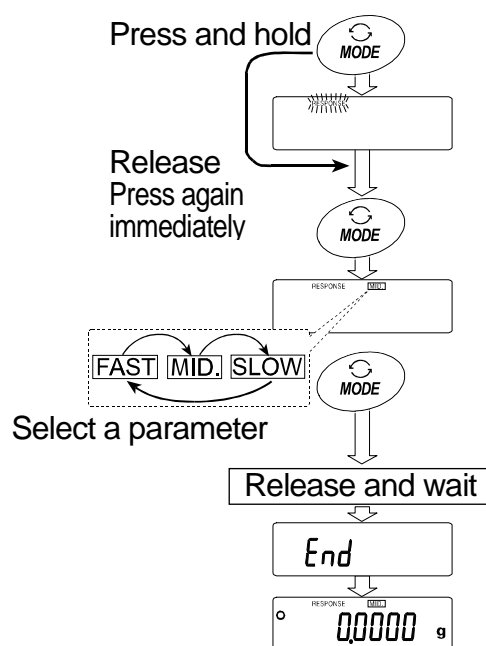 Press and hold
MODE
RESPONSE
Release
Press again
immediately
MODE
RESPONSE MID.
FAST MID. SLOW
MODE
Select a parameter
Release and wait
End
RESPONSE MID.
0.0000 g